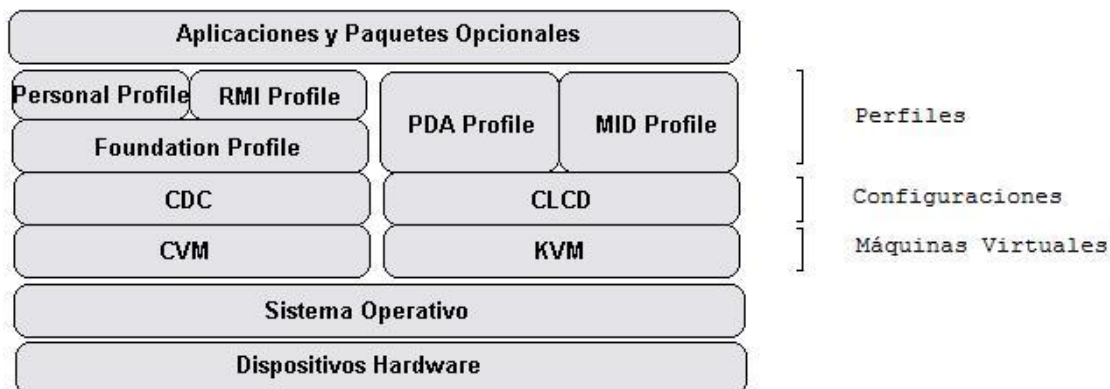 Aplicaciones y Paquetes Opcionales
Personal Profile
RMI Profile
PDA Profile
MID Profile
Foundation Profile
Perfiles
CDC
CLCD
Configuraciones
CVM
KVM
Máquinas Virtuales
Sistema Operativo
Dispositivos Hardware